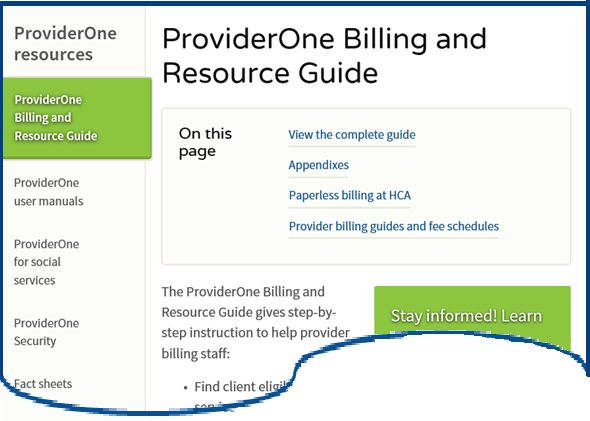 ProviderOne
resources
ProviderOne
Billing and
Resource Guide
ProviderOne
user manuals
ProviderOne
for social
services
ProviderOne
Security
Fact sheets
ProviderOne Billing and
Resource Guide
On this
page
View the complete guide
Appendixes
Paperless billing at HCA
Provider billing guides and fee schedules
The ProviderOne Billing and
Resource Guide gives step-by-
step instruction to help provider
billing staff:
• Find client
Stay informed! Learn